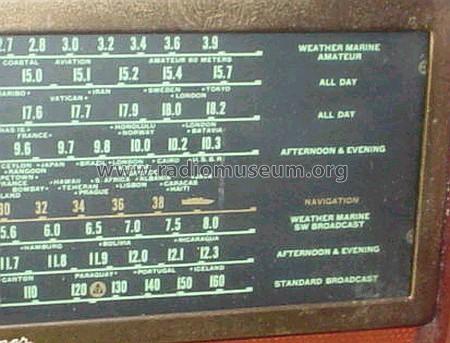 2.7 2.8 3.0 3.2 3.4 3.6 3.9 WEATHER MARINE
COASTAL AVIATION AMATEUR 80 METERS AMATEUR
15.0 15.1 15.2 15.4 15.7 ALL DAY
•IRAN •SWEDEN •TOKYO
VATICAN• •LONDON
17.6 17.7 17.9 18.0 18.2 ALL DAY
•HONOLULU •LONDON
FRANCE• •NORWAY •BATAVIA
9.6 9.7 9.8 10.0 10.2 10.3 AFTERNOON & EVENING
CEYLON •JAPAN BRAZIL •LONDON •CAIRO U.S.S.R
•RANGOON
www.radiomuseum.org
•HAWAII •S. AFRICA •ARABIA •CARACAS
BOMBAY• •TEHERAN •LISBON •HAITI
•PRAGUE
30 32 34 36 38 NAVIGATION
5.6 6.0 6.5 7.0 7.5 8.0 WEATHER MARINE
SW BROADCAST
•HAMBURG •BOLIVIA •NICARAGUA
11.7 11.8 11.9 12.0 12.1 12.3 AFTERNOON & EVENING
CANTON PARAGUAY• •PORTUGAL •ICELAND
110 120 130 140 150 160 STANDARD BROADCAST